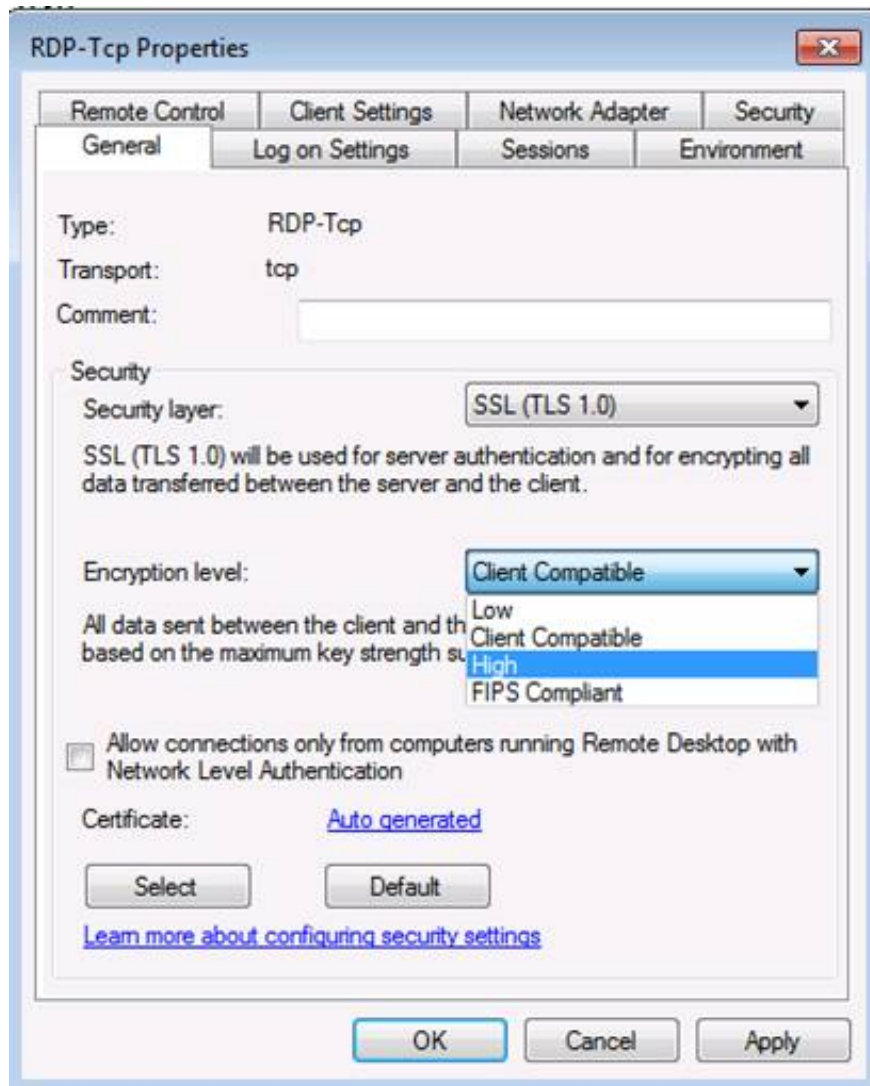 RDP-Tcp Properties
Remote Control Client Settings Network Adapter Security
General Log on Settings Sessions Environment
Type: RDP-Tcp
Transport: tcp
Comment:
Security
Security layer: SSL (TLS 1.0)
SSL (TLS 1.0) will be used for server authentication and for encrypting all
data transferred between the server and the client.
Encryption level: Client Compatible
Low
All data sent between the client and th
Client Compatible
based on the maximum key strength su
High
FIPS Compliant
Allow connections only from computers running Remote Desktop with
Network Level Authentication
Certificate: Auto generated
Select Default
Learn more about configuring security settings
OK Cancel Apply